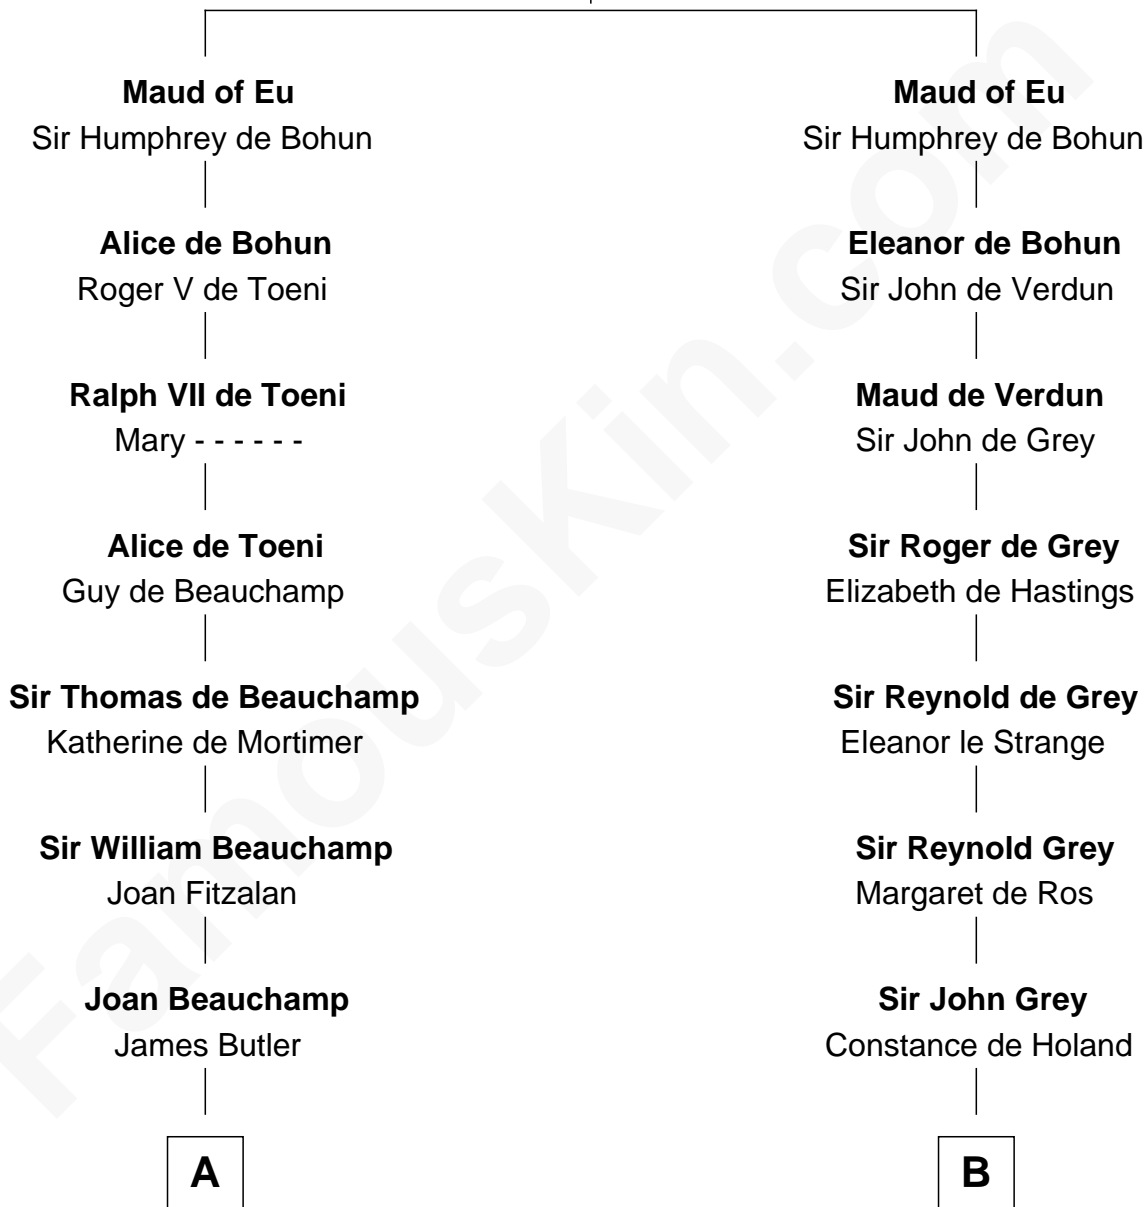 Maud of Eu
Sir Humphrey de Bohun
Alice de Bohun
Roger V de Toeni
Ralph VII de Toeni
Mary - - - - - -
Alice de Toeni
Guy de Beauchamp
Sir Thomas de Beauchamp
Katherine de Mortimer
Sir William Beauchamp
Joan Fitzalan
Joan Beauchamp
James Butler
A
Maud of Eu
Sir Humphrey de Bohun
Eleanor de Bohun
Sir John de Verdun
Maud de Verdun
Sir John de Grey
Sir Roger de Grey
Elizabeth de Hastings
Sir Reynold de Grey
Eleanor le Strange
Sir Reynold Grey
Margaret de Ros
Sir John Grey
Constance de Holand
B
FamousKin.com